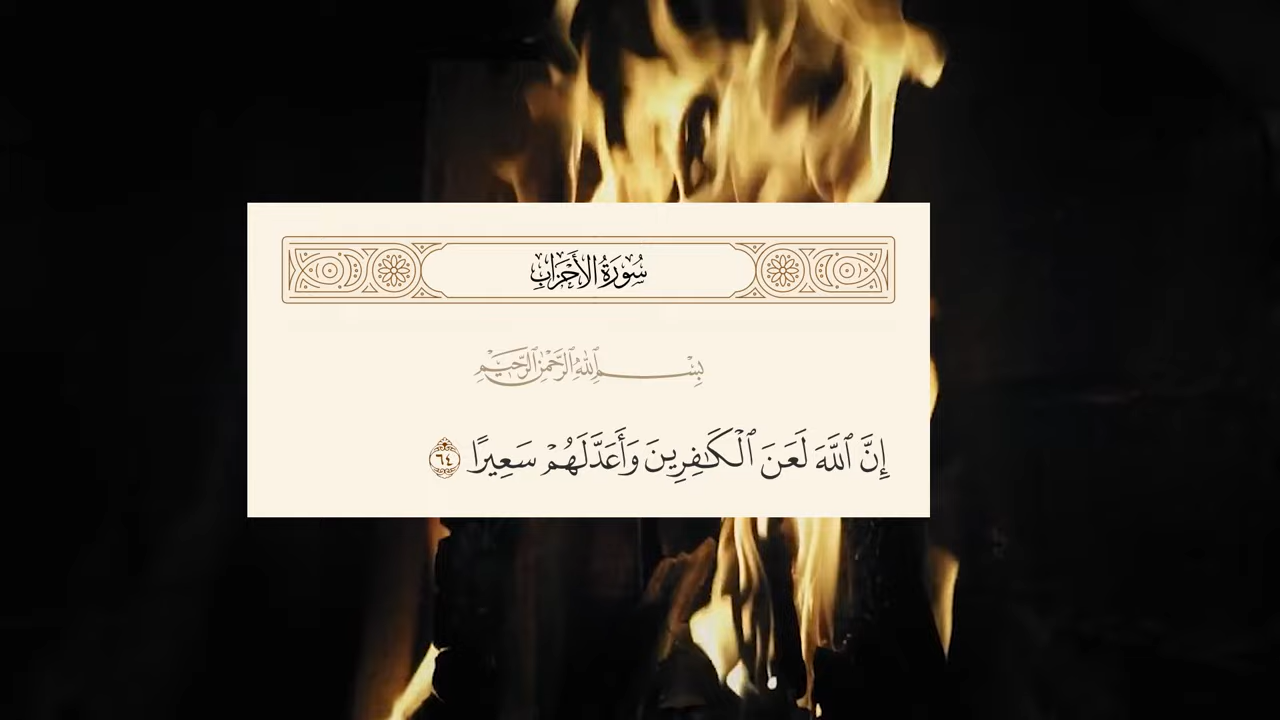 سُورَةُ الأَحْزَابِ
بِسْمِ ٱللَّهِ ٱلرَّحْمَٰنِ ٱلرَّحِيمِ
إِنَّ ٱللَّهَ لَعَنَ ٱلْكَٰفِرِينَ وَأَعَدَّ لَهُمْ سَعِيرًا ٦٤